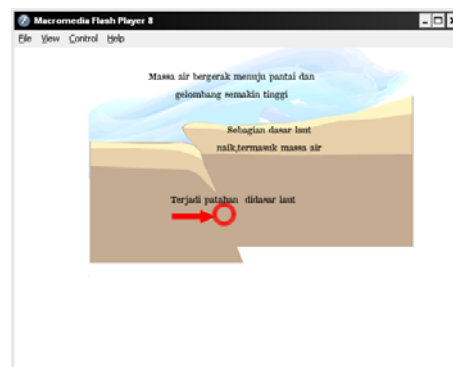 Macromedia Flash Player 8
File View Control Help
Massa air bergerak menuju pantai dan
gelombang semakin tinggi
Sebagian dasar laut
naik,termasuk massa air
Terjadi patahan didasar laut